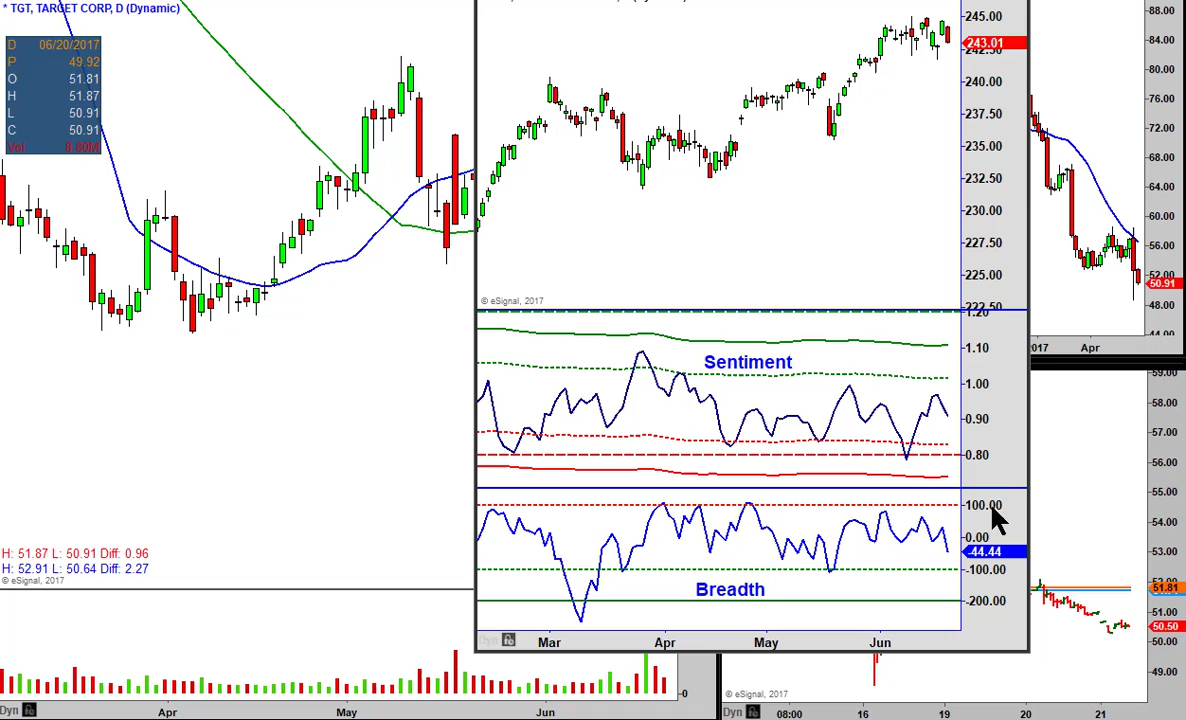 * TGT, TARGET CORP, D (Dynamic)
D 06/20/2017
P 49.92
O 51.81
H 51.87
L 50.91
C 50.91
Vol 8.80M
H: 51.87 L: 50.91 Diff: 0.96
H: 52.91 L: 50.64 Diff: 2.27
© eSignal, 2017
0
Dyn
Apr
May
Jun
245.00
243.01
242.50
240.00
237.50
235.00
232.50
230.00
227.50
225.00
222.50
© eSignal, 2017
1.20
1.10
Sentiment
1.00
0.90
0.80
100.00
0.00
-44.44
-100.00
Breadth
-200.00
Dyn
Mar
Apr
May
Jun
88.00
84.00
80.00
76.00
72.00
68.00
64.00
60.00
56.00
52.00
50.91
48.00
44.00
2017
Apr
59.00
58.00
57.00
56.00
55.00
54.00
53.00
52.00
51.81
51.00
50.50
50.00
49.00
© eSignal, 2017
Dyn
08:00
16
19
20
21